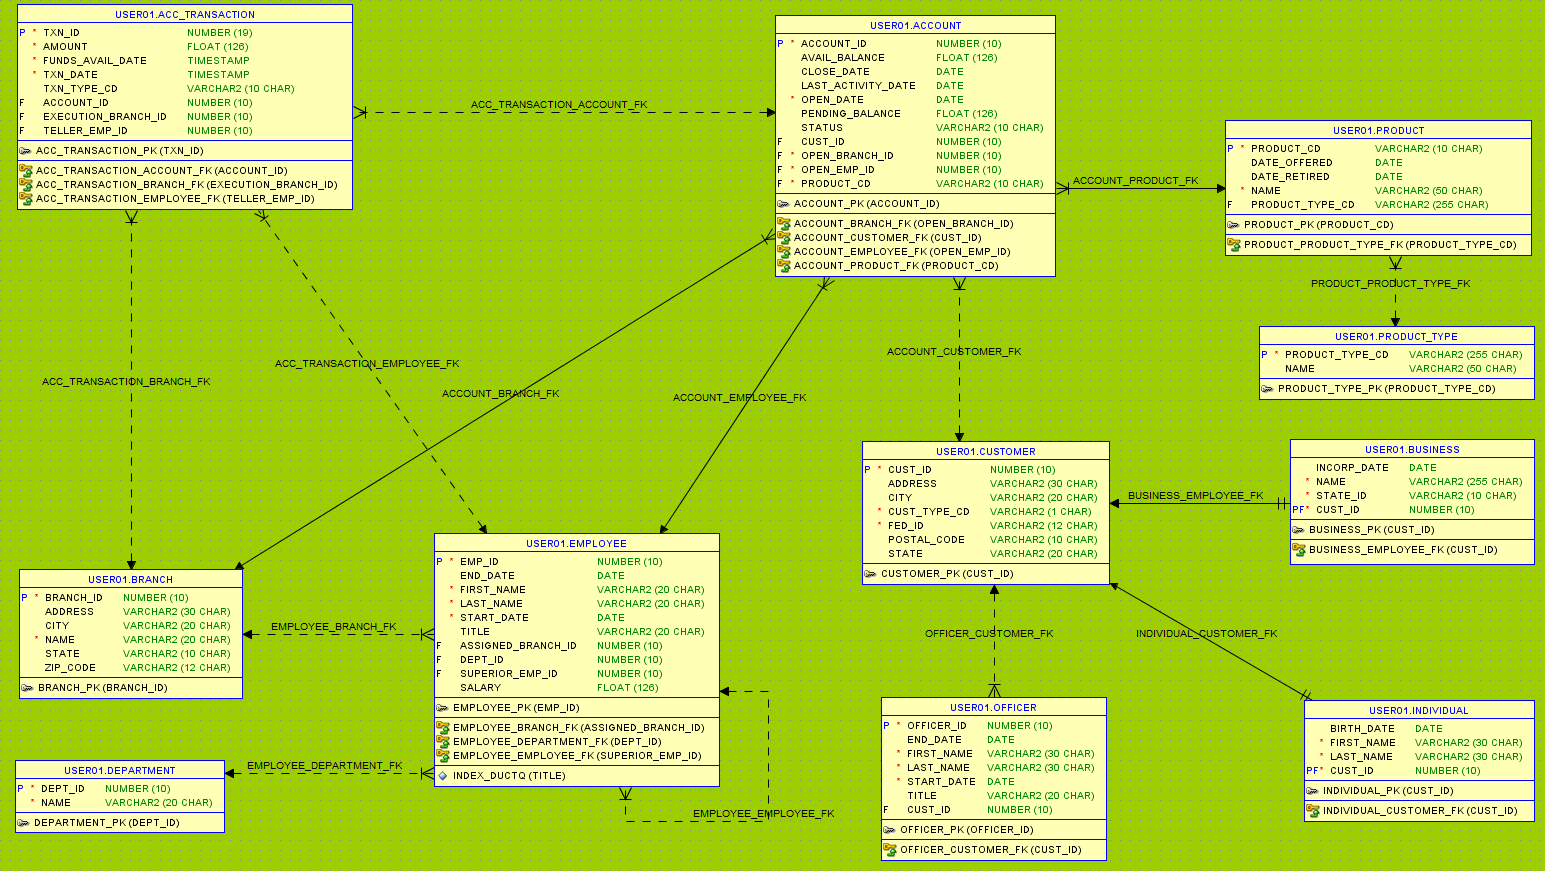 USER01.ACC_TRANSACTION
P * TXN_ID NUMBER (19)
* AMOUNT FLOAT (126)
* FUNDS_AVAIL_DATE TIMESTAMP
* TXN_DATE TIMESTAMP
TXN_TYPE_CD VARCHAR2 (10 CHAR)
F ACCOUNT_ID NUMBER (10)
F EXECUTION_BRANCH_ID NUMBER (10)
F TELLER_EMP_ID NUMBER (10)
ACC_TRANSACTION_PK (TXN_ID)
ACC_TRANSACTION_ACCOUNT_FK (ACCOUNT_ID)
ACC_TRANSACTION_BRANCH_FK (EXECUTION_BRANCH_ID)
ACC_TRANSACTION_EMPLOYEE_FK (TELLER_EMP_ID)
ACC_TRANSACTION_ACCOUNT_FK
USER01.ACCOUNT
P * ACCOUNT_ID NUMBER (10)
AVAIL_BALANCE FLOAT (126)
CLOSE_DATE DATE
LAST_ACTIVITY_DATE DATE
* OPEN_DATE DATE
PENDING_BALANCE FLOAT (126)
STATUS VARCHAR2 (10 CHAR)
F CUST_ID NUMBER (10)
F * OPEN_BRANCH_ID NUMBER (10)
F * OPEN_EMP_ID NUMBER (10)
F * PRODUCT_CD VARCHAR2 (10 CHAR)
ACCOUNT_PK (ACCOUNT_ID)
ACCOUNT_BRANCH_FK (OPEN_BRANCH_ID)
ACCOUNT_CUSTOMER_FK (CUST_ID)
ACCOUNT_EMPLOYEE_FK (OPEN_EMP_ID)
ACCOUNT_PRODUCT_FK (PRODUCT_CD)
ACCOUNT_PRODUCT_FK
USER01.PRODUCT
P * PRODUCT_CD VARCHAR2 (10 CHAR)
DATE_OFFERED DATE
DATE_RETIRED DATE
* NAME VARCHAR2 (50 CHAR)
F PRODUCT_TYPE_CD VARCHAR2 (255 CHAR)
PRODUCT_PK (PRODUCT_CD)
PRODUCT_PRODUCT_TYPE_FK (PRODUCT_TYPE_CD)
PRODUCT_PRODUCT_TYPE_FK
USER01.PRODUCT_TYPE
P * PRODUCT_TYPE_CD VARCHAR2 (255 CHAR)
NAME VARCHAR2 (50 CHAR)
PRODUCT_TYPE_PK (PRODUCT_TYPE_CD)
ACC_TRANSACTION_BRANCH_FK
ACC_TRANSACTION_EMPLOYEE_FK
ACCOUNT_BRANCH_FK
ACCOUNT_EMPLOYEE_FK
ACCOUNT_CUSTOMER_FK
USER01.CUSTOMER
P * CUST_ID NUMBER (10)
ADDRESS VARCHAR2 (30 CHAR)
CITY VARCHAR2 (20 CHAR)
* CUST_TYPE_CD VARCHAR2 (1 CHAR)
* FED_ID VARCHAR2 (12 CHAR)
POSTAL_CODE VARCHAR2 (10 CHAR)
STATE VARCHAR2 (20 CHAR)
CUSTOMER_PK (CUST_ID)
BUSINESS_EMPLOYEE_FK
USER01.BUSINESS
INCORP_DATE DATE
* NAME VARCHAR2 (255 CHAR)
* STATE_ID VARCHAR2 (10 CHAR)
PF* CUST_ID NUMBER (10)
BUSINESS_PK (CUST_ID)
BUSINESS_EMPLOYEE_FK (CUST_ID)
USER01.BRANCH
P * BRANCH_ID NUMBER (10)
ADDRESS VARCHAR2 (30 CHAR)
CITY VARCHAR2 (20 CHAR)
* NAME VARCHAR2 (20 CHAR)
STATE VARCHAR2 (10 CHAR)
ZIP_CODE VARCHAR2 (12 CHAR)
BRANCH_PK (BRANCH_ID)
EMPLOYEE_BRANCH_FK
USER01.EMPLOYEE
P * EMP_ID NUMBER (10)
END_DATE DATE
* FIRST_NAME VARCHAR2 (20 CHAR)
* LAST_NAME VARCHAR2 (20 CHAR)
* START_DATE DATE
TITLE VARCHAR2 (20 CHAR)
F ASSIGNED_BRANCH_ID NUMBER (10)
F DEPT_ID NUMBER (10)
F SUPERIOR_EMP_ID NUMBER (10)
SALARY FLOAT (126)
EMPLOYEE_PK (EMP_ID)
EMPLOYEE_BRANCH_FK (ASSIGNED_BRANCH_ID)
EMPLOYEE_DEPARTMENT_FK (DEPT_ID)
EMPLOYEE_EMPLOYEE_FK (SUPERIOR_EMP_ID)
INDEX_DUCTQ (TITLE)
EMPLOYEE_EMPLOYEE_FK
EMPLOYEE_DEPARTMENT_FK
USER01.DEPARTMENT
P * DEPT_ID NUMBER (10)
* NAME VARCHAR2 (20 CHAR)
DEPARTMENT_PK (DEPT_ID)
OFFICER_CUSTOMER_FK
INDIVIDUAL_CUSTOMER_FK
USER01.OFFICER
P * OFFICER_ID NUMBER (10)
END_DATE DATE
* FIRST_NAME VARCHAR2 (30 CHAR)
* LAST_NAME VARCHAR2 (30 CHAR)
* START_DATE DATE
TITLE VARCHAR2 (20 CHAR)
F CUST_ID NUMBER (10)
OFFICER_PK (OFFICER_ID)
OFFICER_CUSTOMER_FK (CUST_ID)
USER01.INDIVIDUAL
BIRTH_DATE DATE
* FIRST_NAME VARCHAR2 (30 CHAR)
* LAST_NAME VARCHAR2 (30 CHAR)
PF* CUST_ID NUMBER (10)
INDIVIDUAL_PK (CUST_ID)
INDIVIDUAL_CUSTOMER_FK (CUST_ID)